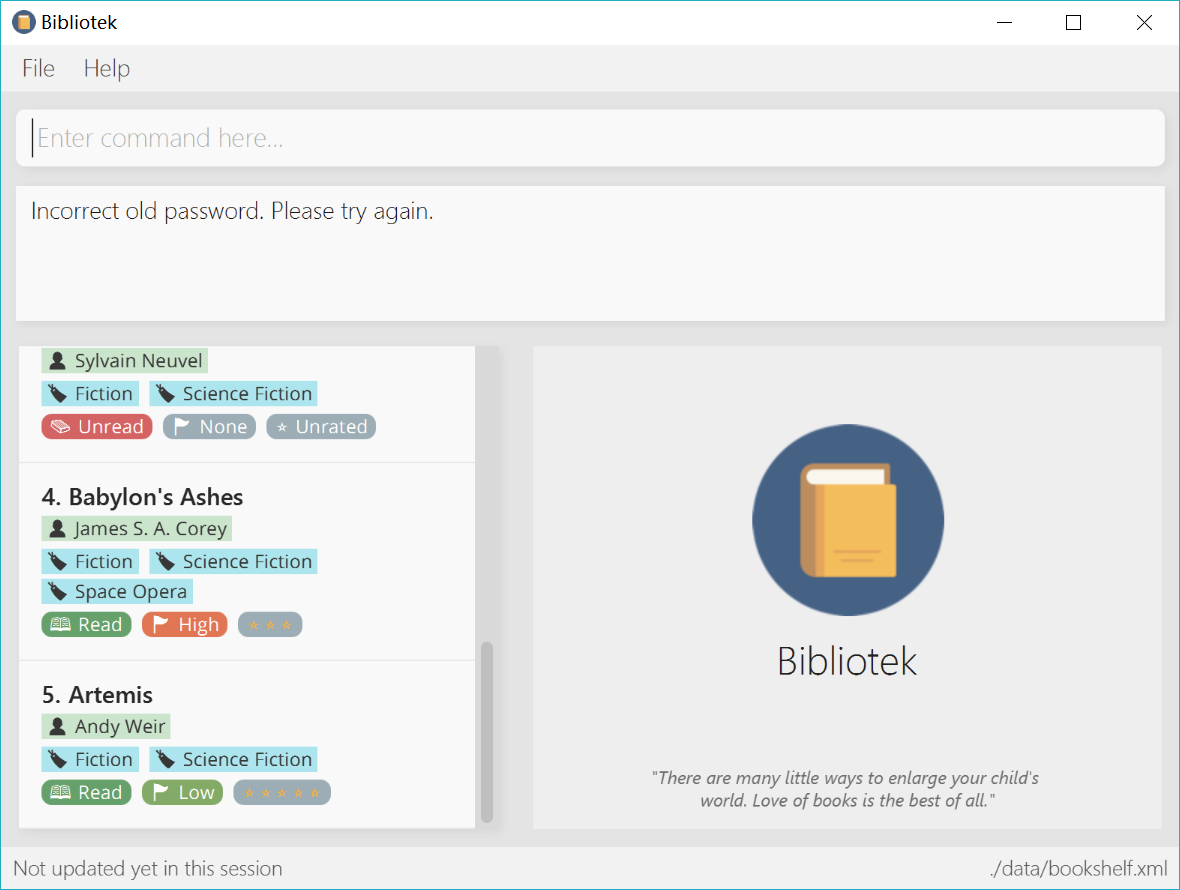 Bibliotek
File Help
Enter command here...
Incorrect old password. Please try again.
Sylvain Neuvel
Fiction Science Fiction
Unread None Unrated
4. Babylon's Ashes
James S. A. Corey
Fiction Science Fiction
Space Opera
Read High
5. Artemis
Andy Weir
Fiction Science Fiction
Read Low
Bibliotek
"There are many little ways to enlarge your child's
world. Love of books is the best of all."
Not updated yet in this session
./data/bookshelf.xml